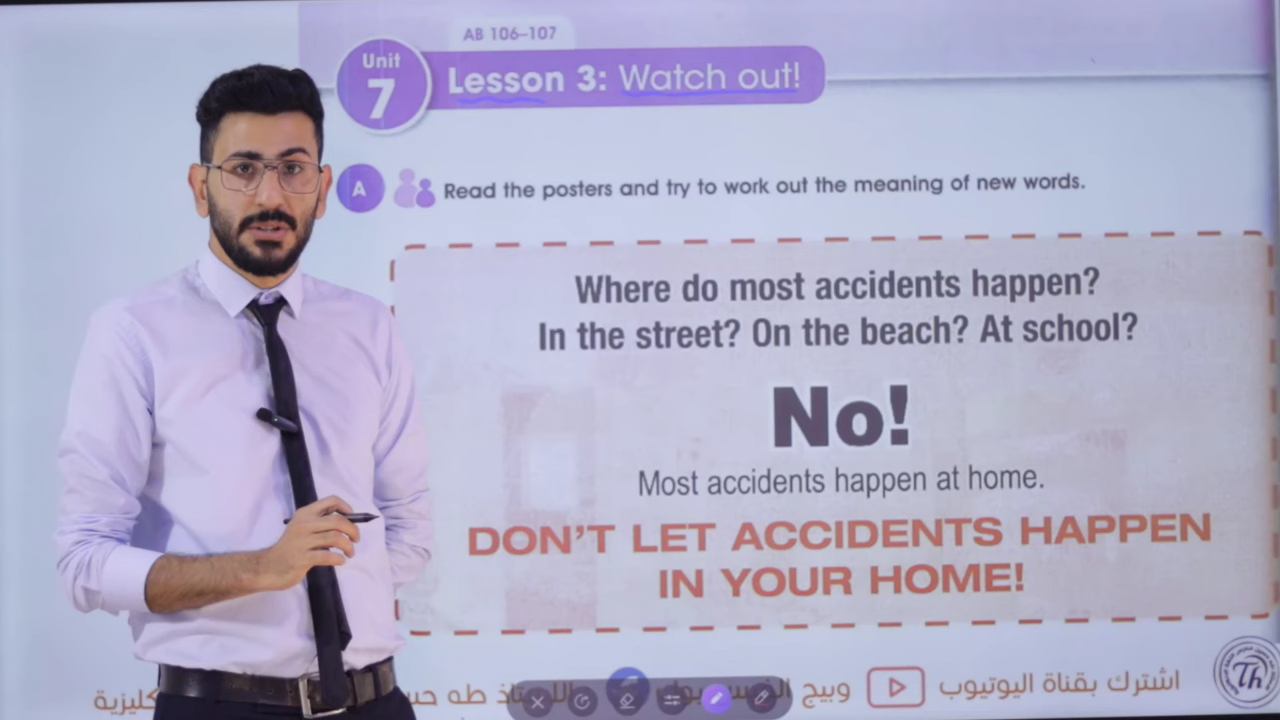 AB 106–107
Unit
7
Lesson 3: Watch out!
A
Read the posters and try to work out the meaning of new words.
Where do most accidents happen?
In the street? On the beach? At school?
No!
Most accidents happen at home.
DON'T LET ACCIDENTS HAPPEN
IN YOUR HOME!
اشترك بقناة اليوتيوب وبيج طه
Th